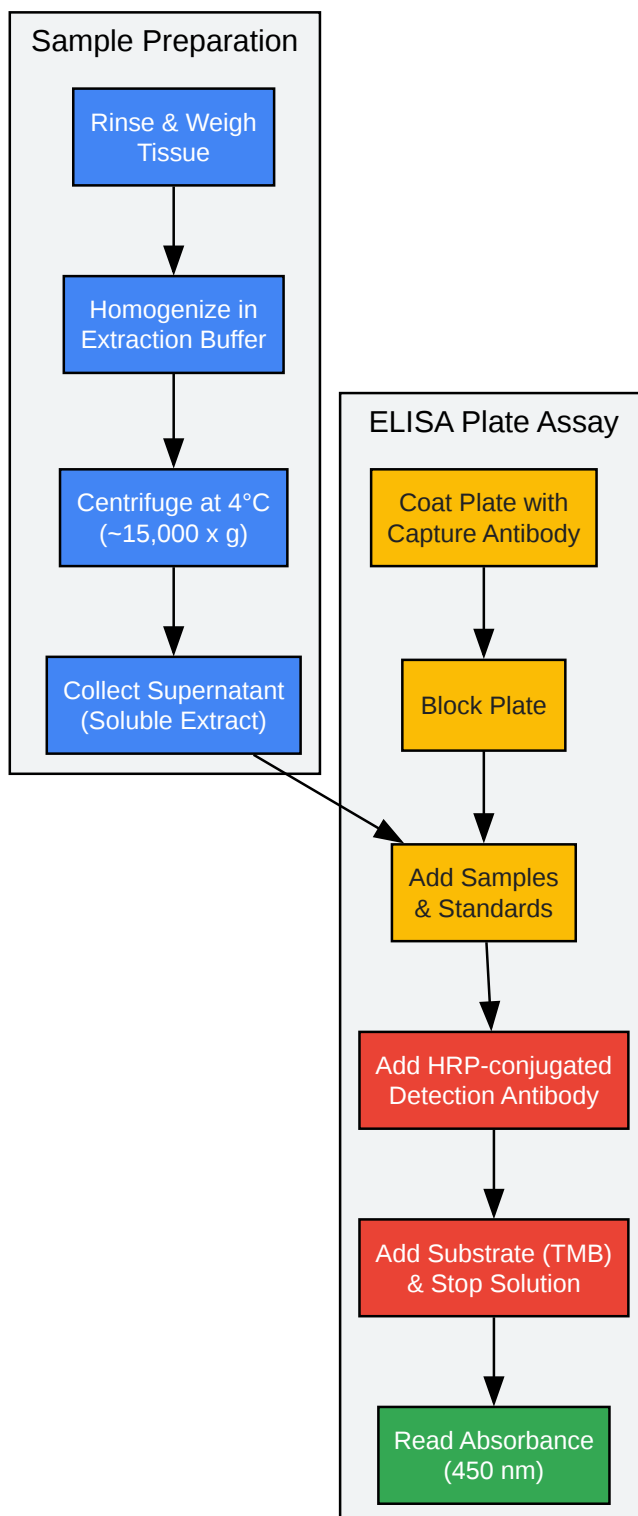 Sample Preparation
Rinse & Weigh
Tissue
Homogenize in
Extraction Buffer
Centrifuge at 4°C
(~15,000 x g)
Collect Supernatant
(Soluble Extract)
ELISA Plate Assay
Coat Plate with
Capture Antibody
Block Plate
Add Samples
& Standards
Add HRP-conjugated
Detection Antibody
Add Substrate (TMB)
& Stop Solution
Read Absorbance
(450 nm)